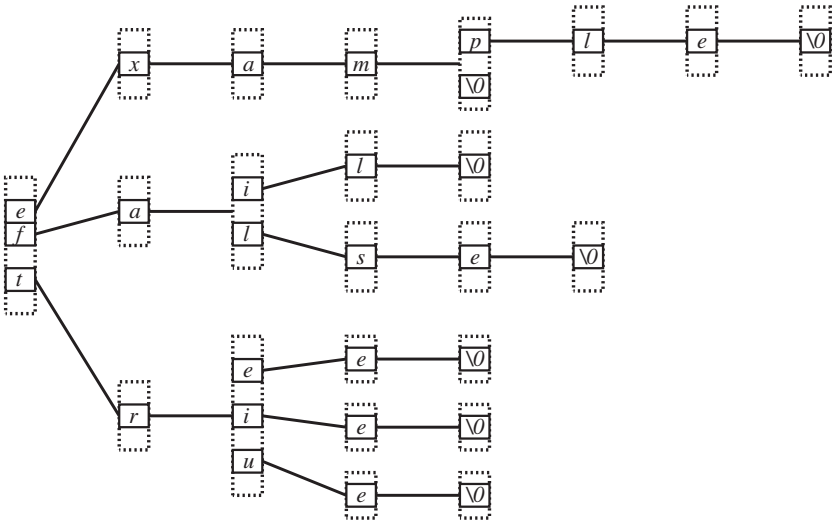 p l e \0
x a m
\0
l \0
i
e a
f l
s e \0
t
e e \0
r i
e \0
u
e \0